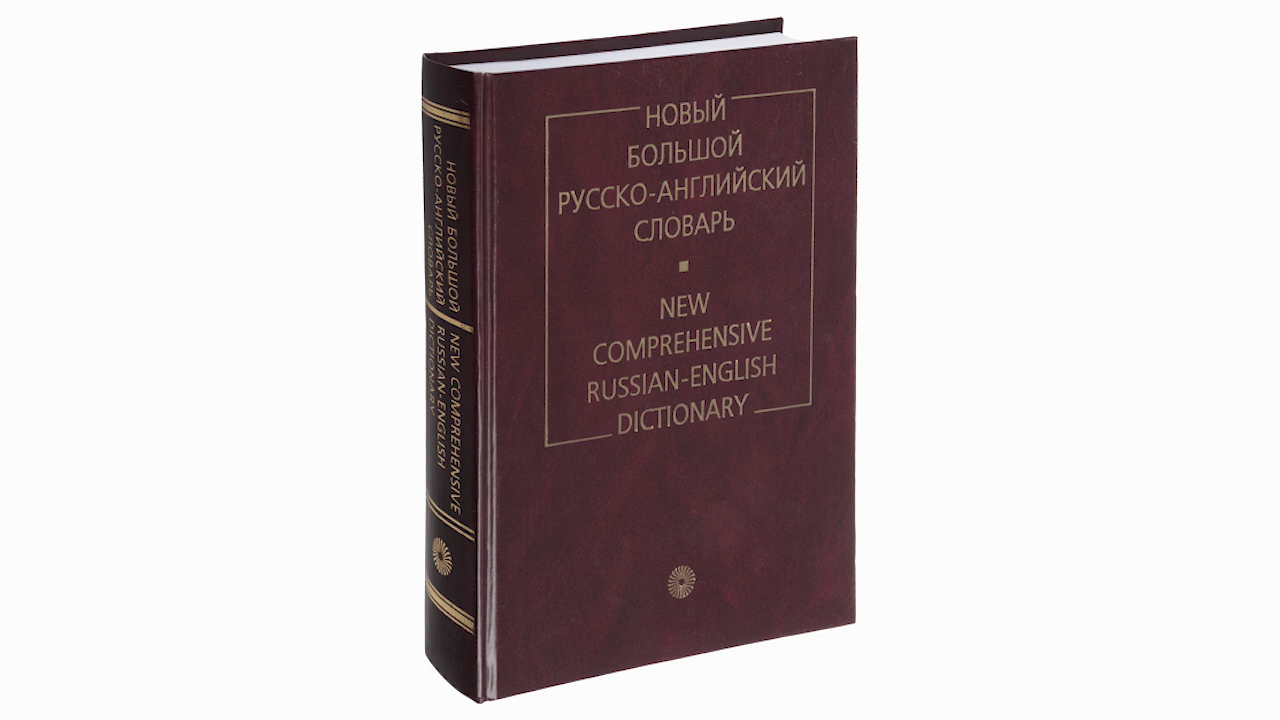 НОВЫЙ
БОЛЬШОЙ
РУССКО-АНГЛИЙСКИЙ
СЛОВАРЬ
NEW
COMPREHENSIVE
RUSSIAN-ENGLISH
DICTIONARY
НОВЫЙ БОЛЬШОЙ
РУССКО-АНГЛИЙСКИЙ
СЛОВАРЬ
NEW COMPREHENSIVE
RUSSIAN-ENGLISH
DICTIONARY